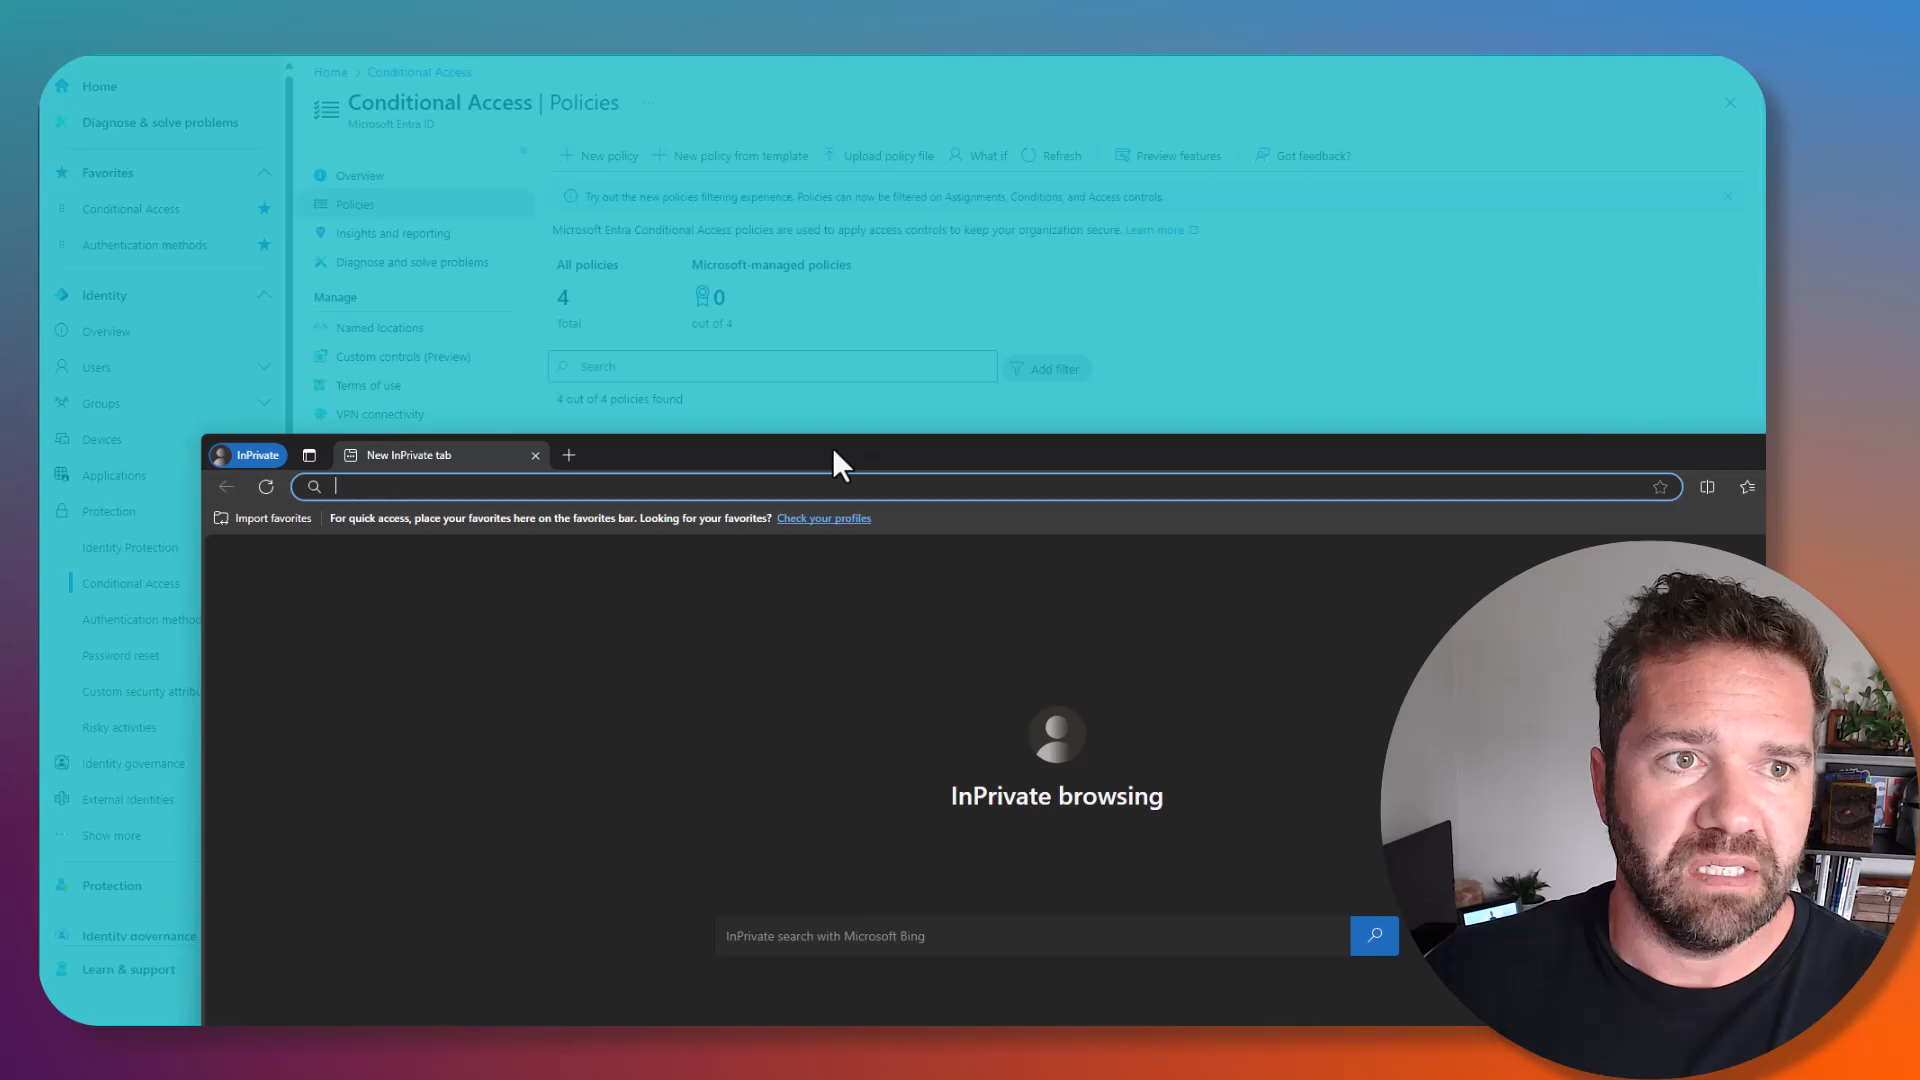 Home
Diagnose & solve problems
Favorites
Conditional Access
Authentication methods
Identity
Overview
Users
Groups
Devices
Applications
Protection
Identity Protection
Conditional Access
Authentication method
Password reset
Custom security attribu
Risky activities
Identity governance
External Identities
Show more
Protection
Identity governance
Learn & support
Home > Conditional Access
Conditional Access | Policies ...
Microsoft Entra ID
Overview
Policies
Insights and reporting
Diagnose and solve problems
Manage
Named locations
Custom controls (Preview)
Terms of use
VPN connectivity
New policy New policy from template Upload policy file What if Refresh Preview features Got feedback?
Try out the new policies filtering experience. Policies can now be filtered on Assignments, Conditions, and Access controls.
Microsoft Entra Conditional Access policies are used to apply access controls to keep your organization secure. Learn more
All policies Microsoft-managed policies
4 0
Total out of 4
Search Add filter
4 out of 4 policies found
InPrivate New InPrivate tab
Import favorites For quick access, place your favorites here on the favorites bar. Looking for your favorites? Check your profiles
InPrivate browsing
InPrivate search with Microsoft Bing